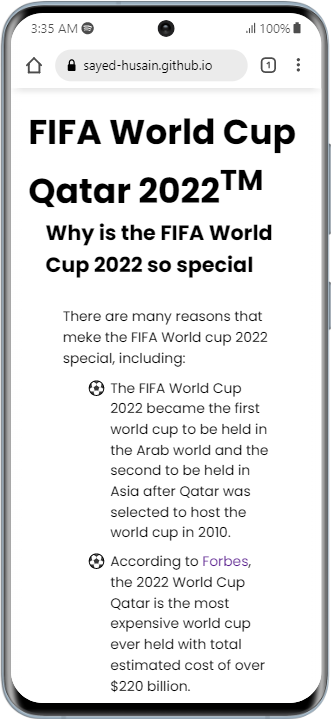 3:35 AM 100%
sayed-husain.github.io 1
FIFA World Cup
Qatar 2022TM
Why is the FIFA World
Cup 2022 so special
There are many reasons that
meke the FIFA World cup 2022
special, including:
The FIFA World Cup
2022 became the first
world cup to be held in
the Arab world and the
second to be held in
Asia after Qatar was
selected to host the
world cup in 2010.
According to Forbes,
the 2022 World Cup
Qatar is the most
expensive world cup
ever held with total
estimated cost of over
$220 billion.